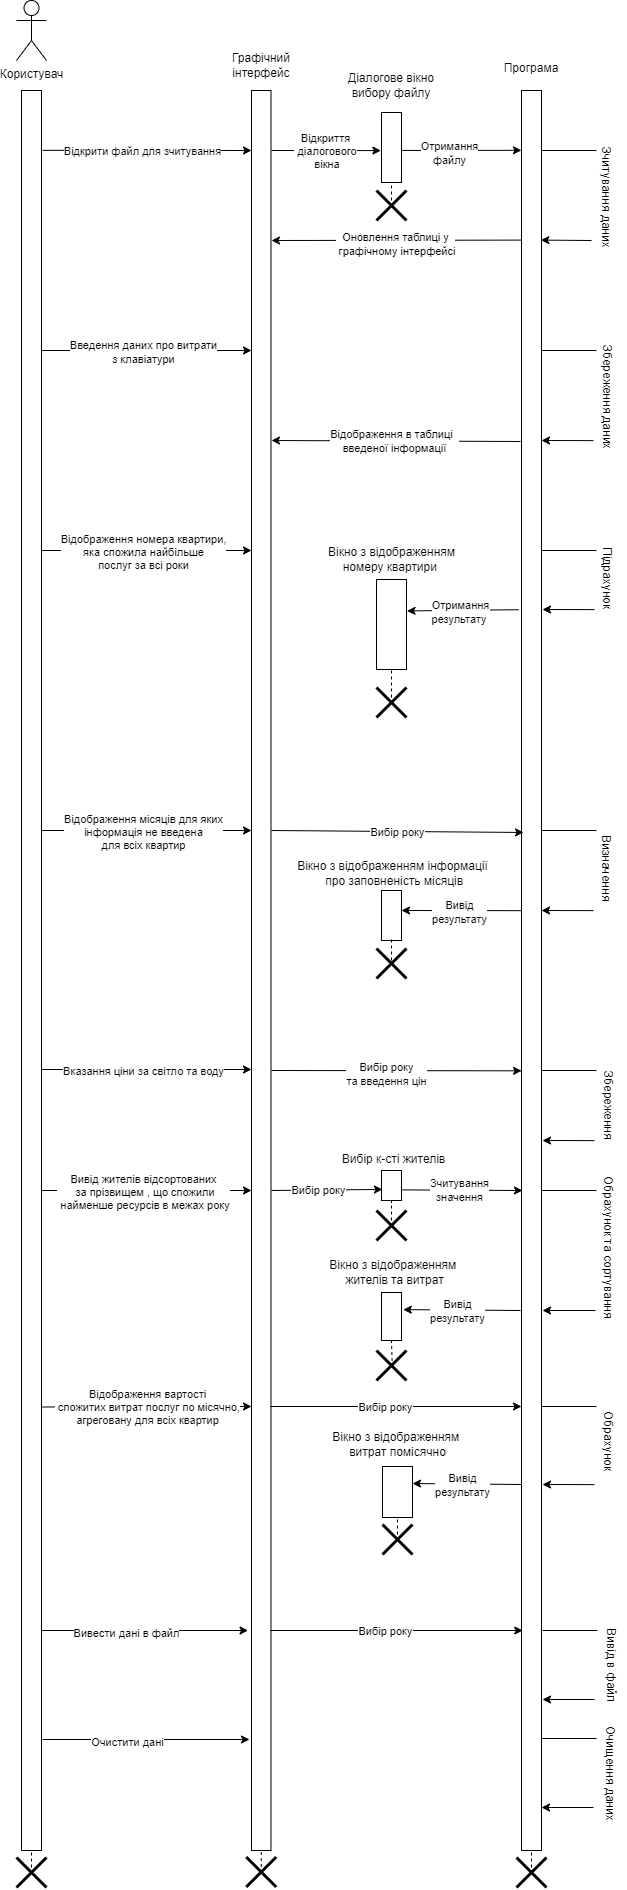 Користувач
Графічний
інтерфейс
Діалогове вікно
вибору файлу
Програма
Відкрити файл для зчитування
Відкриття
діалогового
вікна
Отримання
файлу
Зчитування даних
Оновлення таблиці у
графічному інтерфейсі
Введення даних про витрати
з клавіатури
Збереження даних
Відображення в таблиці
введеної інформації
Відображення номера квартири,
яка спожила найбільше
послуг за всі роки
Вікно з відображенням
номеру квартири
Підрахунок
Отримання
результату
Відображення місяців для яких
інформація не введена
для всіх квартир
Вибір року
Визначення
Вікно з відображенням інформації
про заповненість місяців
Вивід
результату
Вказання ціни за світло та воду
Вибір року
та введення цін
Збереження
Вибір к-сті жителів
Вивід жителів відсортованих
за прізвищем , що спожили
найменше ресурсів в межах року
Вибір року
Зчитування
значення
Обрахунок та сортування
Вікно з відображенням
жителів та витрат
Вивід
результату
Відображення вартості
спожитих витрат послуг по місячно,
агреговану для всіх квартир
Вибір року
Обрахунок
Вікно з відображенням
витрат помісячно
Вивід
результату
Вивести дані в файл
Вибір року
Вивід в файл
Очистити дані
Очищення даних